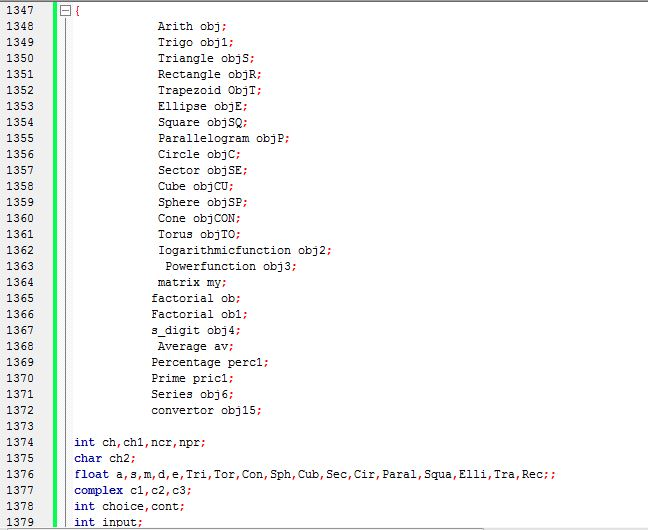 1347 {
1348 Arith obj;
1349 Trigo obj1;
1350 Triangle objS;
1351 Rectangle objR;
1352 Trapezoid ObjT;
1353 Ellipse objE;
1354 Square objSQ;
1355 Parallelogram objP;
1356 Circle objC;
1357 Sector objSE;
1358 Cube objCU;
1359 Sphere objSP;
1360 Cone objCON;
1361 Torus objTO;
1362 Iogarithmicfunction obj2;
1363 Powerfunction obj3;
1364 matrix my;
1365 factorial ob;
1366 Factorial ob1;
1367 s_digit obj4;
1368 Average av;
1369 Percentage perc1;
1370 Prime pric1;
1371 Series obj6;
1372 convertor obj15;
1373
1374 int ch,ch1,ncr,npr;
1375 char ch2;
1376 float a,s,m,d,e,Tri,Tor,Con,Sph,Cub,Sec,Cir,Paral,Squa,Elli,Tra,Rec;;
1377 complex c1,c2,c3;
1378 int choice,cont;
1379 int input;